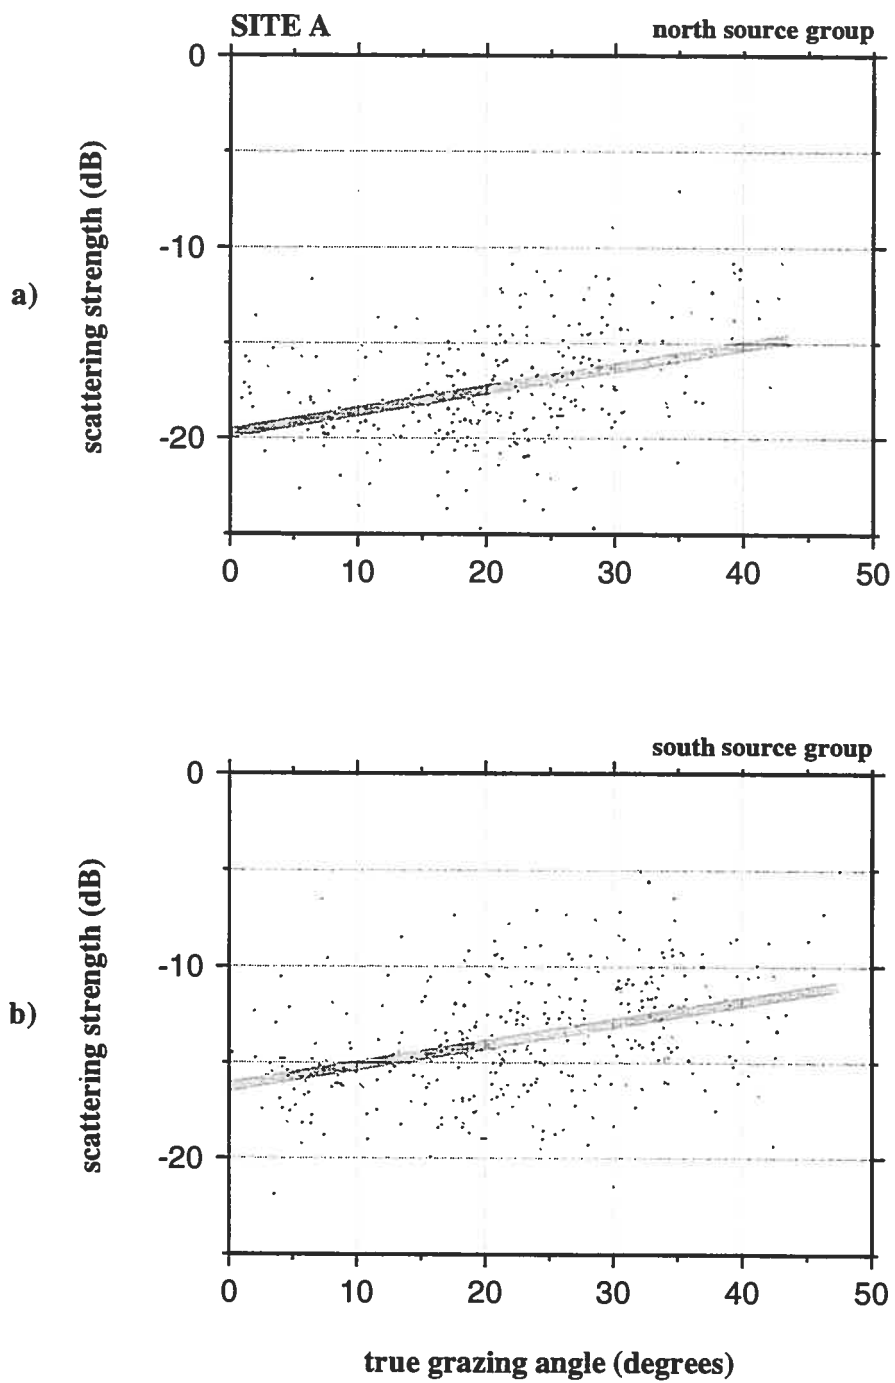 SITE A
north source group
0
-10
-20
scattering strength (dB)
a)
0 10 20 30 40 50
south source group
0
-10
-20
scattering strength (dB)
b)
0 10 20 30 40 50
true grazing angle (degrees)